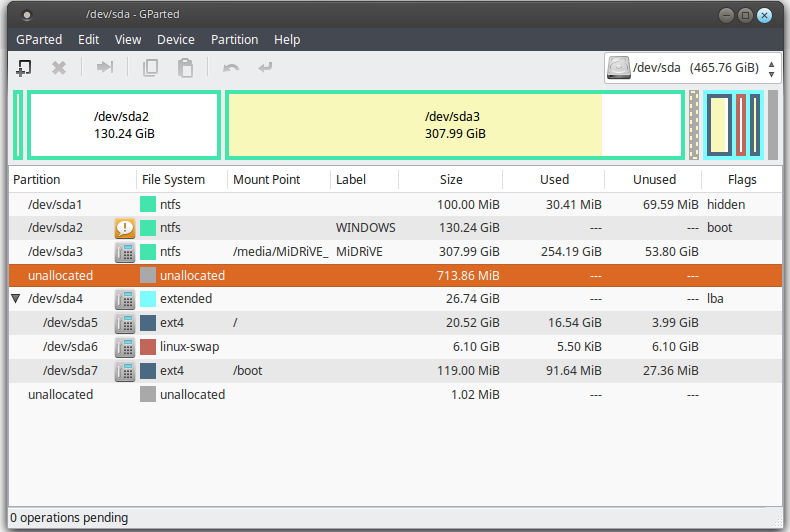 /dev/sda - GParted
GParted Edit View Device Partition Help
/dev/sda (465.76 GiB)
/dev/sda2
130.24 GiB
/dev/sda3
307.99 GiB
Partition File System Mount Point Label Size Used Unused Flags
/dev/sda1 ntfs 100.00 MiB 30.41 MiB 69.59 MiB hidden
/dev/sda2 ntfs WINDOWS 130.24 GiB --- --- boot
/dev/sda3 ntfs /media/MiDRiVE_ MiDRiVE 307.99 GiB 254.19 GiB 53.80 GiB
unallocated unallocated 713.86 MiB --- ---
/dev/sda4 extended 26.74 GiB --- --- lba
/dev/sda5 ext4 / 20.52 GiB 16.54 GiB 3.99 GiB
/dev/sda6 linux-swap 6.10 GiB 5.50 KiB 6.10 GiB
/dev/sda7 ext4 /boot 119.00 MiB 91.64 MiB 27.36 MiB
unallocated unallocated 1.02 MiB --- ---
0 operations pending